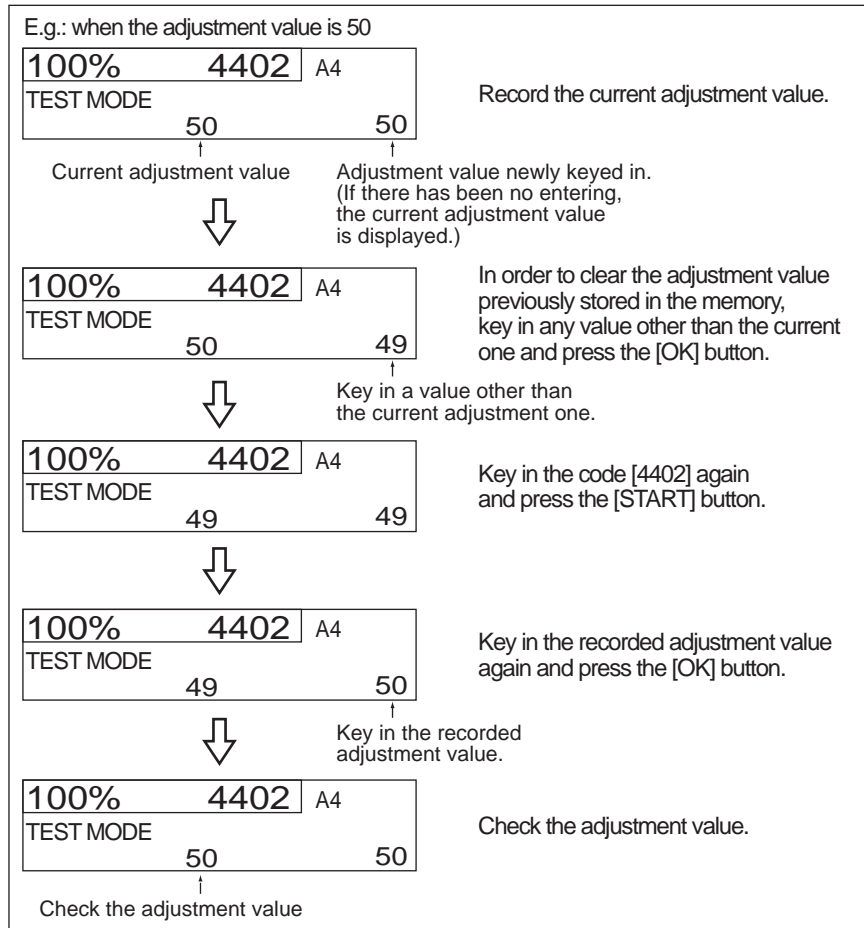 E.g.: when the adjustment value is 50
100% 4402 A4
TEST MODE
50 50
Record the current adjustment value.
Current adjustment value
Adjustment value newly keyed in.
(If there has been no entering,
the current adjustment value
is displayed.)
100% 4402 A4
TEST MODE
50 49
In order to clear the adjustment value
previously stored in the memory,
key in any value other than the current
one and press the [OK] button.
Key in a value other than
the current adjustment one.
100% 4402 A4
TEST MODE
49 49
Key in the code [4402] again
and press the [START] button.
100% 4402 A4
TEST MODE
49 50
Key in the recorded adjustment value
again and press the [OK] button.
Key in the recorded
adjustment value.
100% 4402 A4
TEST MODE
50 50
Check the adjustment value.
Check the adjustment value